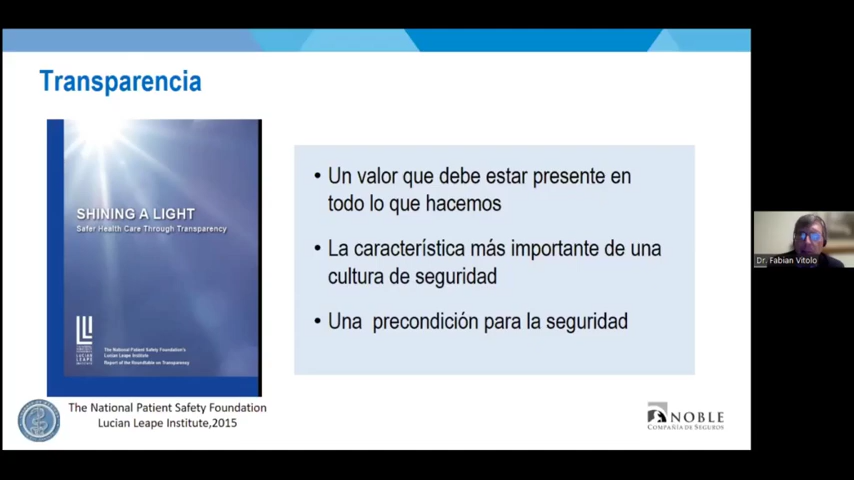 Transparencia
SHINING A LIGHT
Safer Health Care Through Transparency
LUCIAN
LEAPE
The National Patient Safety Foundation's
Lucian Leape Institute
Report of the Roundtable on Transparency
• Un valor que debe estar presente en
todo lo que hacemos
• La característica más importante de una
cultura de seguridad
• Una precondición para la seguridad
The National Patient Safety Foundation
Lucian Leape Institute,2015
NOBLE
COMPAÑÍA DE SEGUROS
Dr. Fabian Vitolo